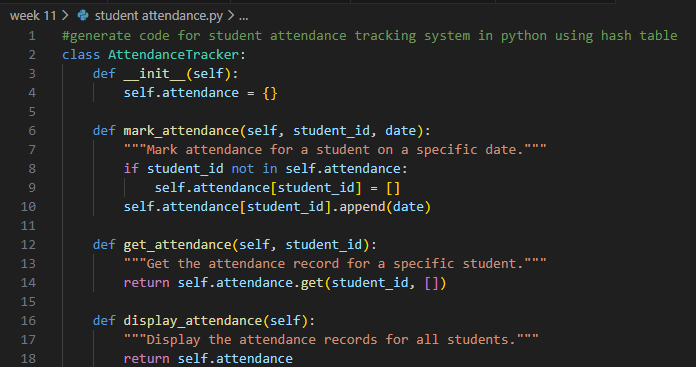 week 11 > student attendance.py > ...
1 #generate code for student attendance tracking system in python using hash table
2 class AttendanceTracker:
3     def __init__(self):
4         self.attendance = {}
5
6     def mark_attendance(self, student_id, date):
7         """Mark attendance for a student on a specific date."""
8         if student_id not in self.attendance:
9             self.attendance[student_id] = []
10         self.attendance[student_id].append(date)
11
12     def get_attendance(self, student_id):
13         """Get the attendance record for a specific student."""
14         return self.attendance.get(student_id, [])
15
16     def display_attendance(self):
17         """Display the attendance records for all students."""
18         return self.attendance